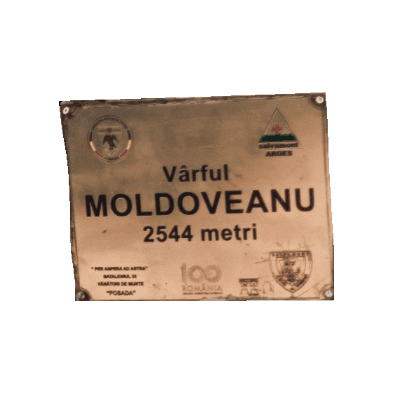 salvamont
ARGEȘ
Vârful
MOLDOVEANU
2544 metri
" PER ASPERA AD ASTRA"
BATALIONUL 33
VÂNĂTORI DE MUNTE
"POSADA"
100
ROMÂNIA